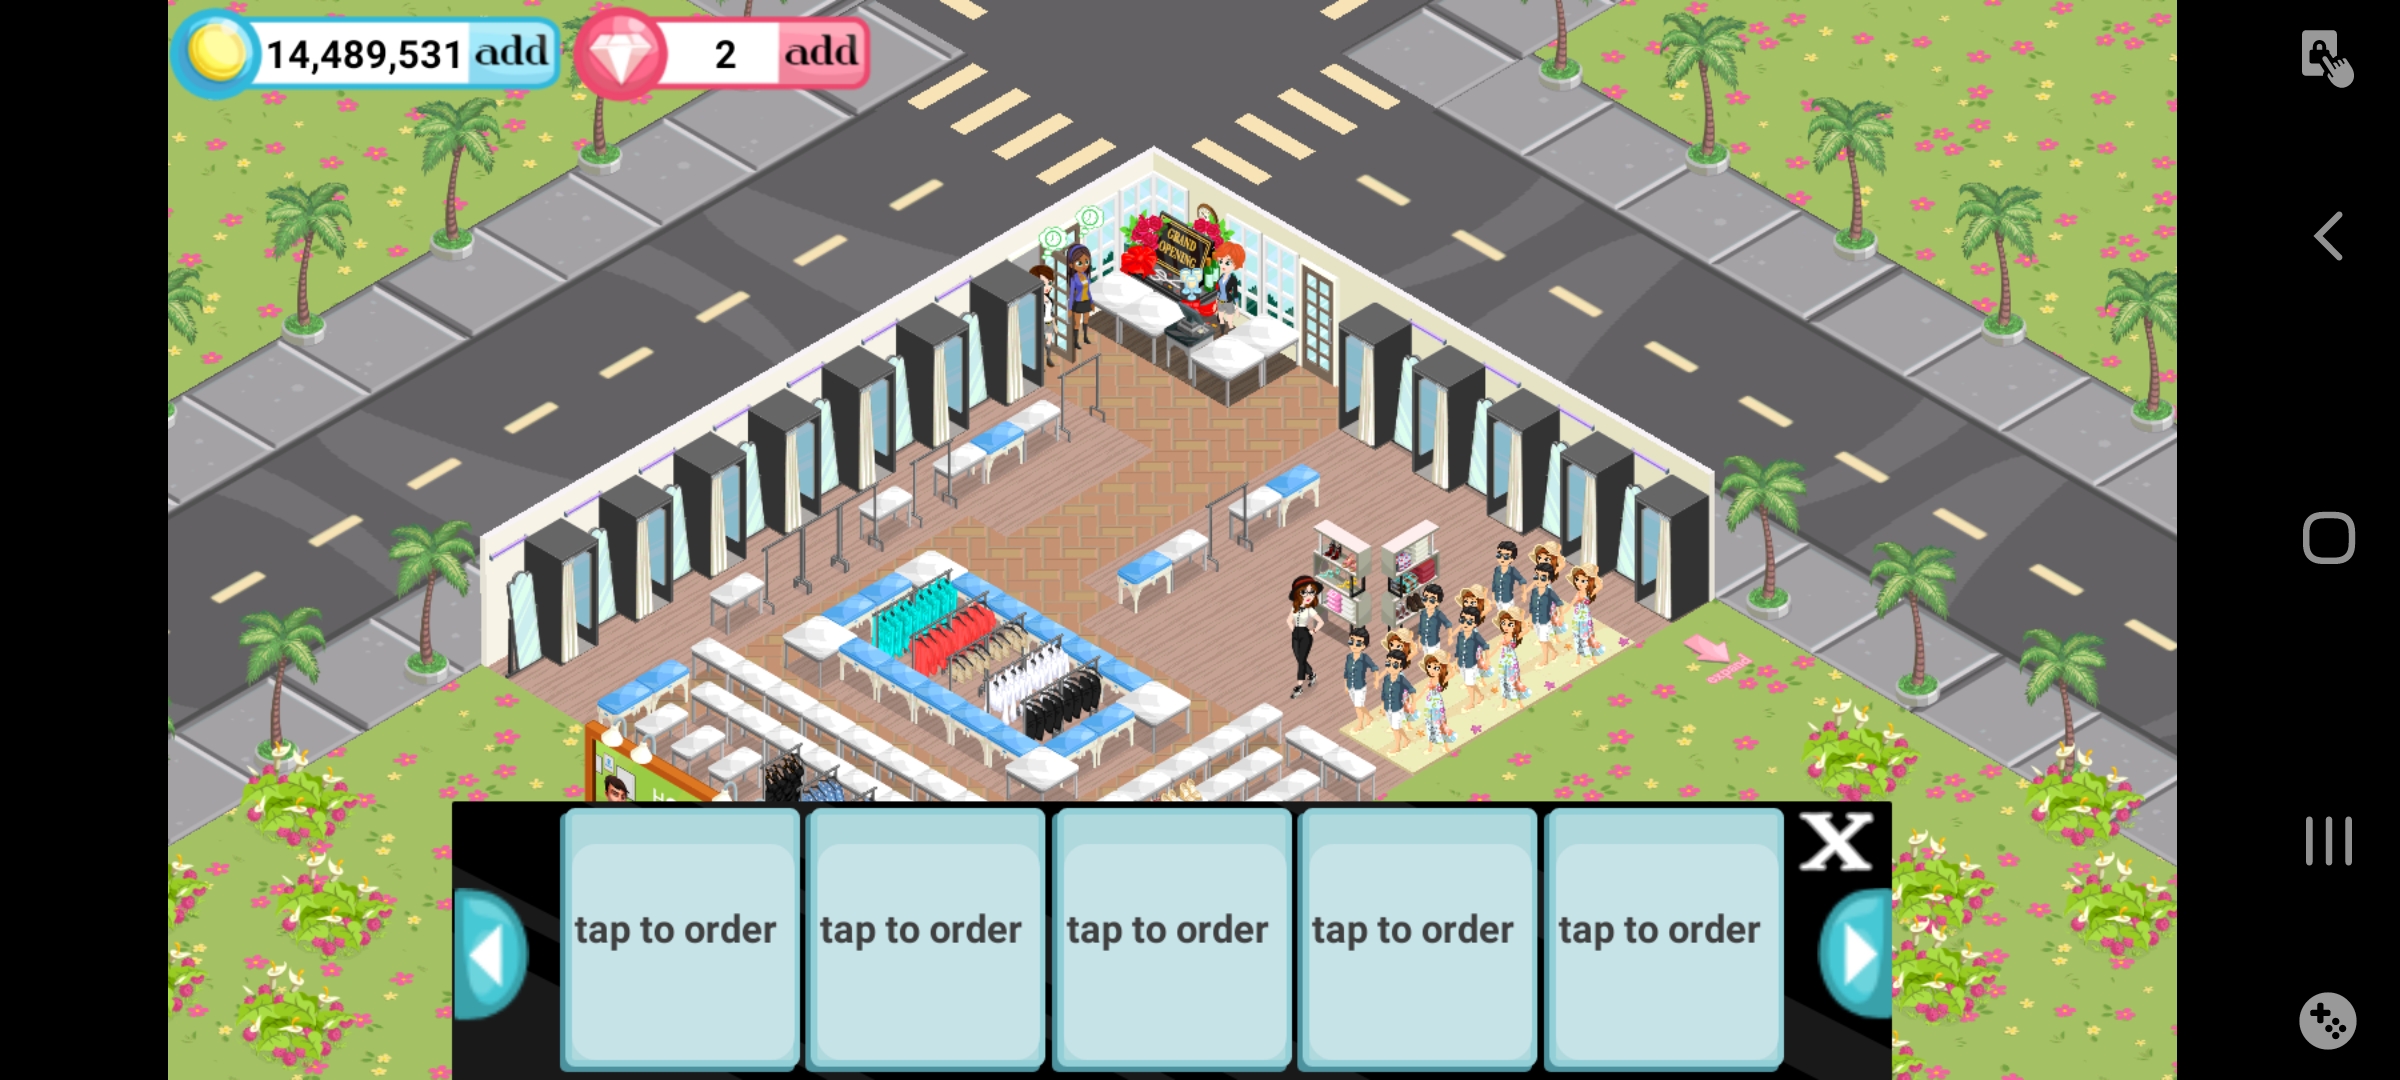 14,489,531 add
2 add
GRAND
OPENING
expand
tap to order
tap to order
tap to order
tap to order
tap to order
X